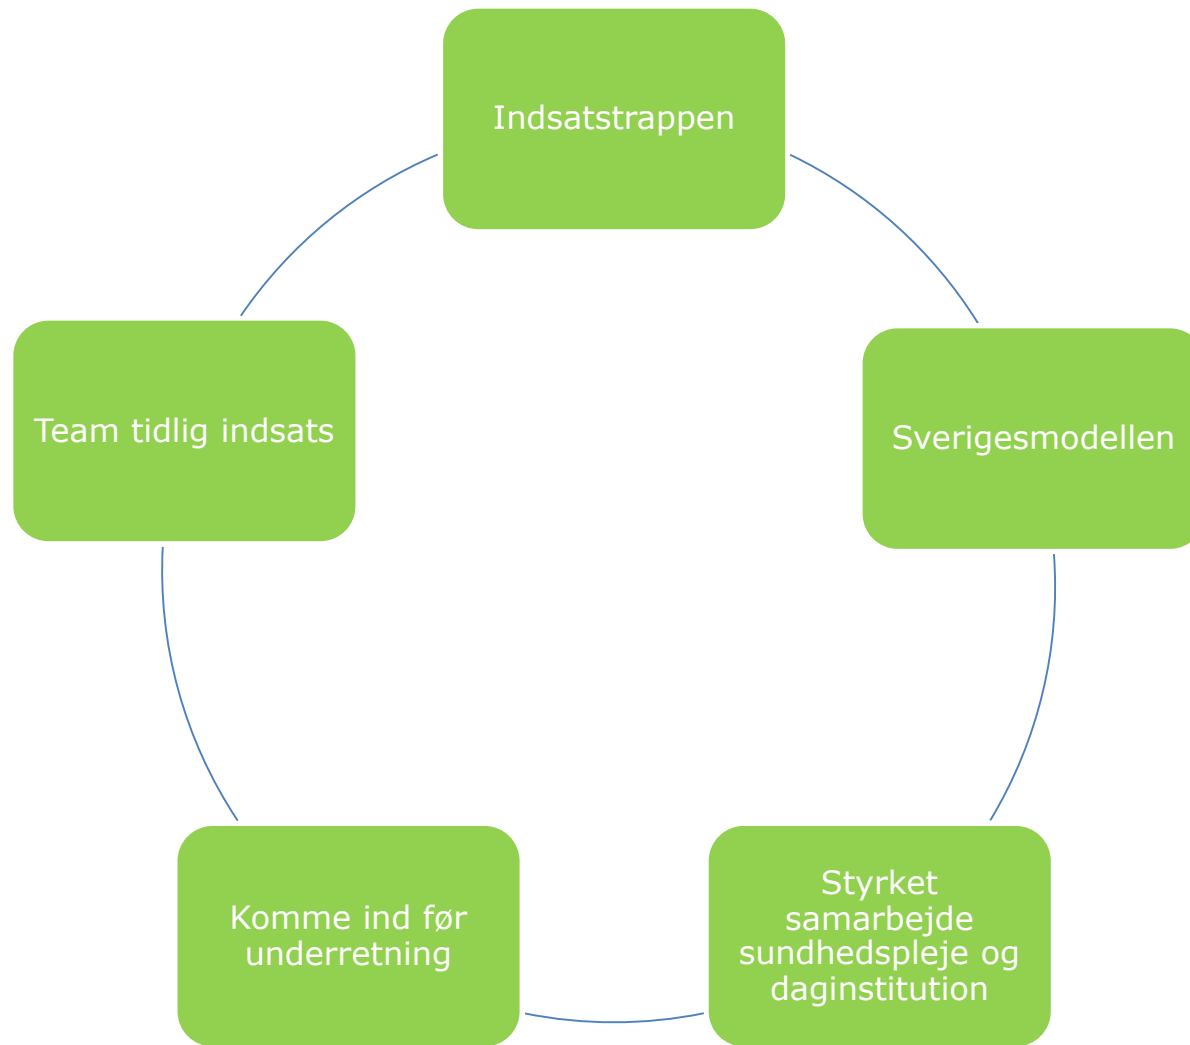 Indsatstrappen
Team tidlig indsats
Sverigesmodellen
Komme ind før
underretning
Styrket
samarbejde
sundhedspleje og
daginstitution